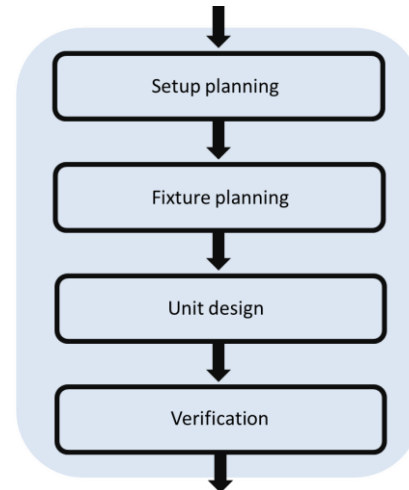 Setup planning
Fixture planning
Unit design
Verification